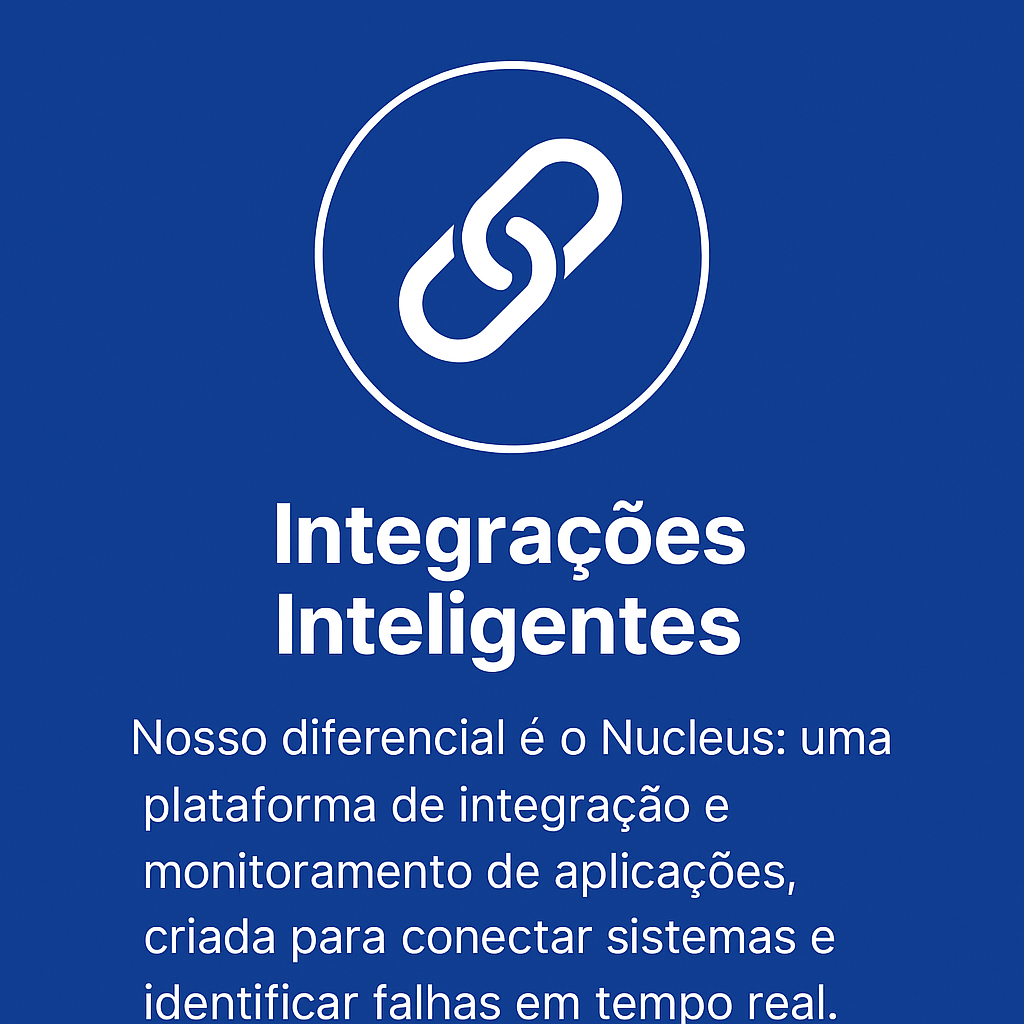 Integrações
Inteligentes
Nosso diferencial é o Nucleus: uma
plataforma de integração e
monitoramento de aplicações,
criada para conectar sistemas e
identificar falhas em tempo real.